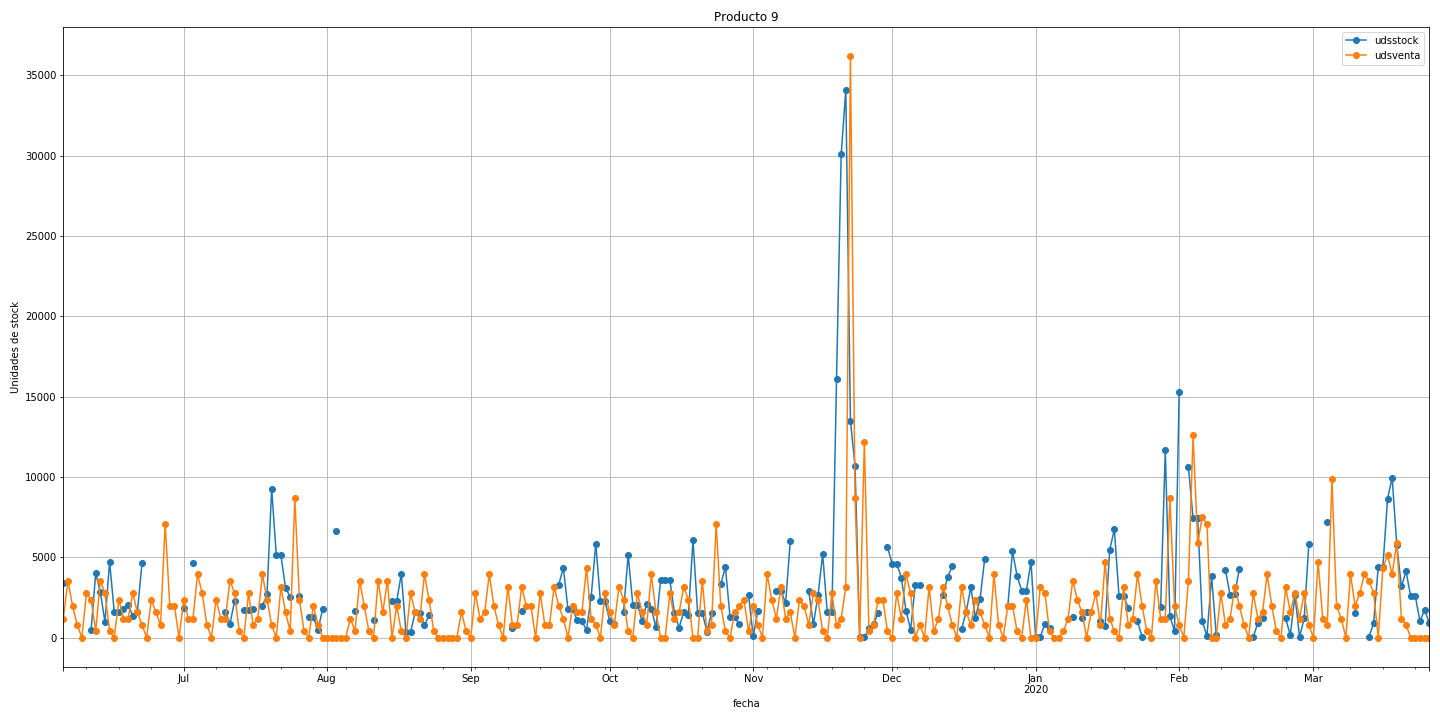 Producto 9
udsstock
udsventa
35000
30000
25000
20000
15000
10000
5000
0
Unidades de stock
Jul Aug Sep Oct Nov Dec Jan Feb Mar
2020
fecha